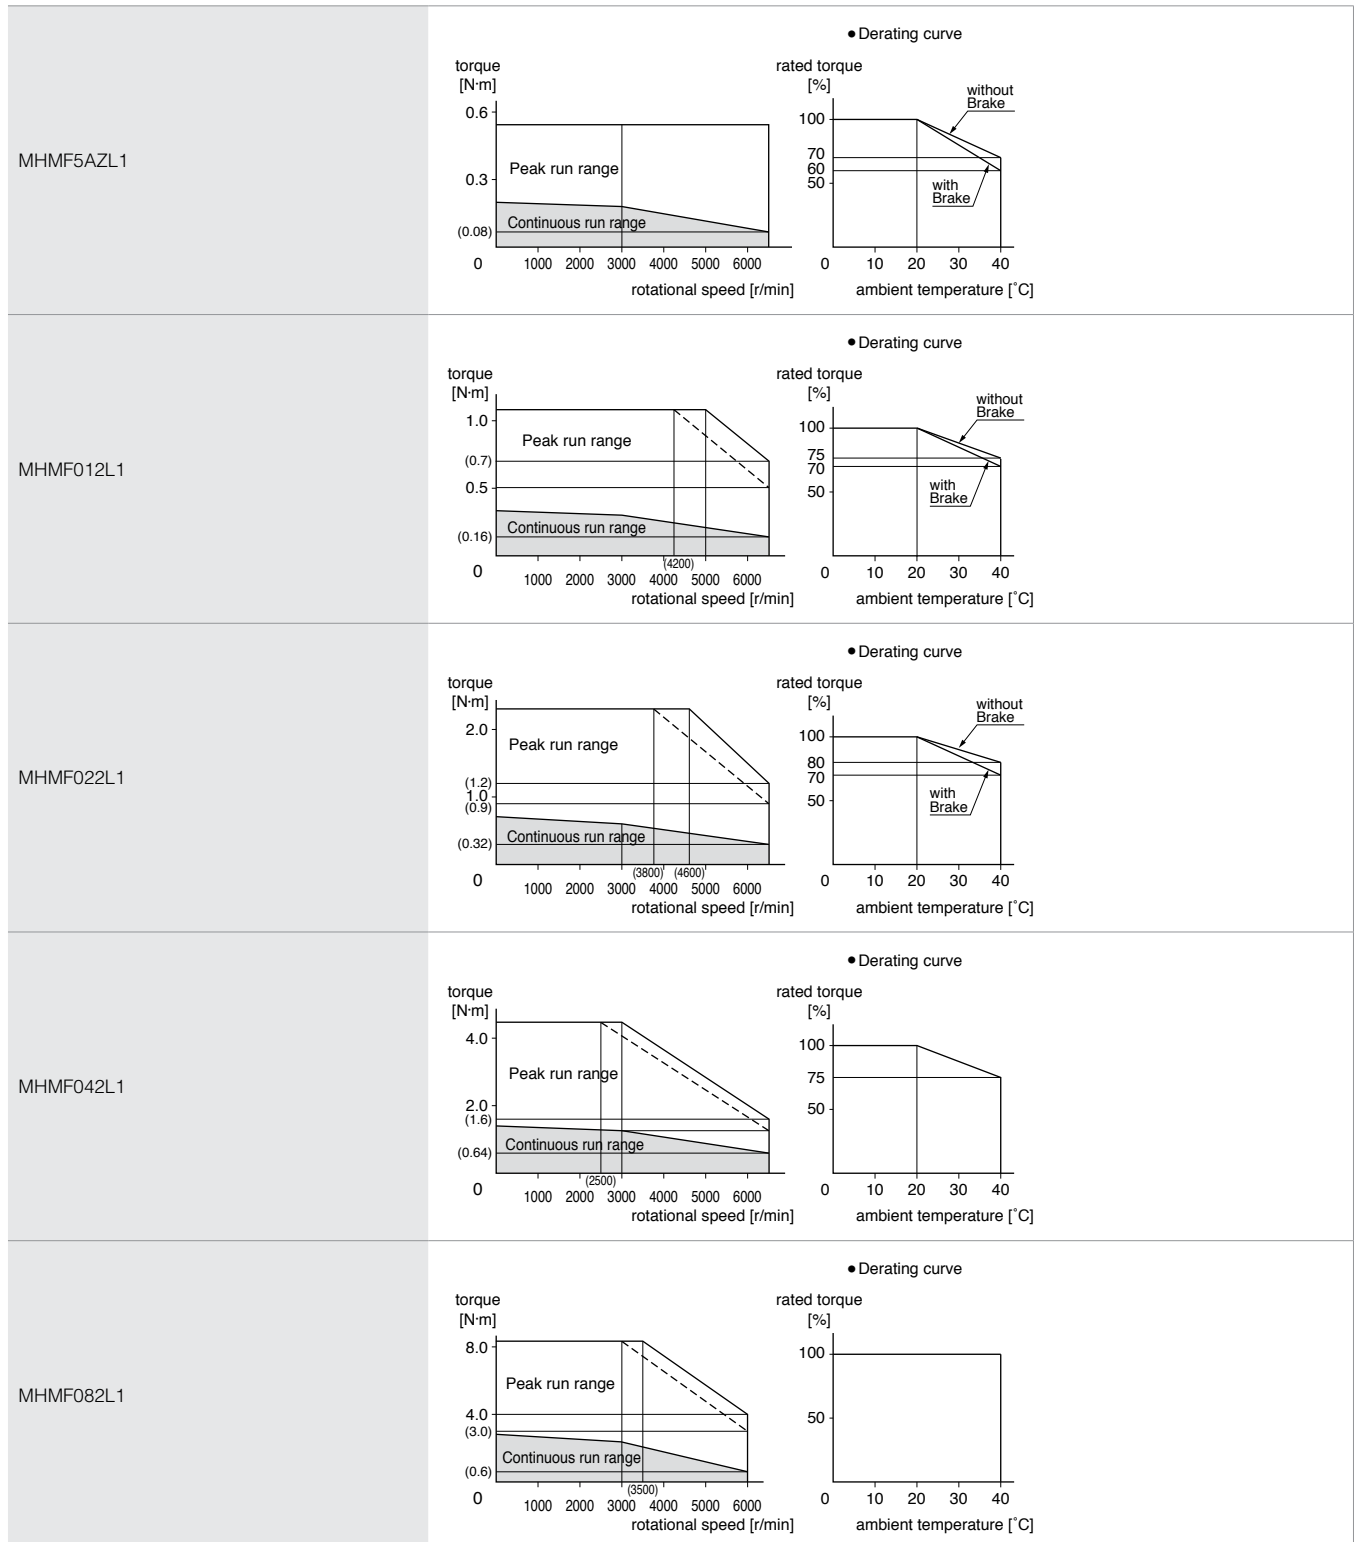 MHMF5AZL1
torque
[N·m]
0.6
0.3
(0.08)
0
Peak run range
Continuous run range
1000 2000 3000 4000 5000 6000
rotational speed [r/min]
● Derating curve
rated torque
[%]
100
70
60
50
0
without
Brake
with
Brake
10 20 30 40
ambient temperature [˚C]
MHMF012L1
torque
[N·m]
1.0
(0.7)
0.5
(0.16)
0
Peak run range
Continuous run range
(4200)
1000 2000 3000 4000 5000 6000
rotational speed [r/min]
● Derating curve
rated torque
[%]
100
75
70
50
0
without
Brake
with
Brake
10 20 30 40
ambient temperature [˚C]
MHMF022L1
torque
[N·m]
2.0
(1.2)
1.0
(0.9)
(0.32)
0
Peak run range
Continuous run range
(3800) (4600)
1000 2000 3000 4000 5000 6000
rotational speed [r/min]
● Derating curve
rated torque
[%]
100
80
70
50
0
without
Brake
with
Brake
10 20 30 40
ambient temperature [˚C]
MHMF042L1
torque
[N·m]
4.0
2.0
(1.6)
(0.64)
0
Peak run range
Continuous run range
(2500)
1000 2000 3000 4000 5000 6000
rotational speed [r/min]
● Derating curve
rated torque
[%]
100
75
50
0
10 20 30 40
ambient temperature [˚C]
MHMF082L1
torque
[N·m]
8.0
4.0
(3.0)
(0.6)
0
Peak run range
Continuous run range
(3500)
1000 2000 3000 4000 5000 6000
rotational speed [r/min]
● Derating curve
rated torque
[%]
100
50
0
10 20 30 40
ambient temperature [˚C]